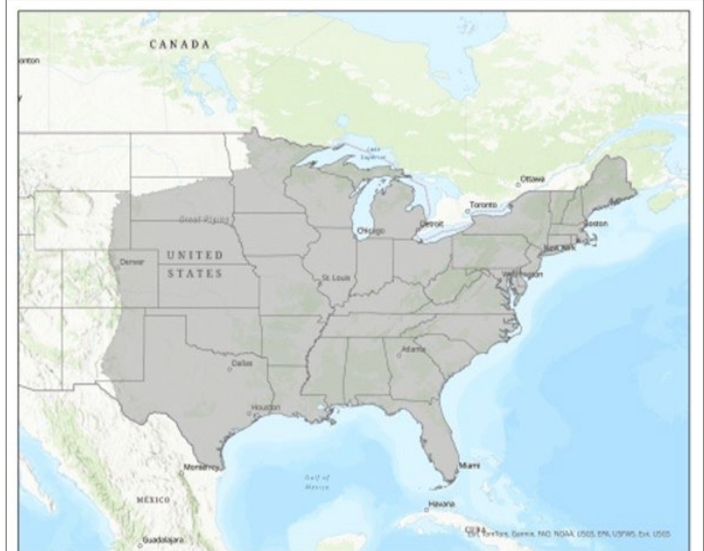 CANADA
onton
y
Lake
Superior
Ottawa
Toronto
Great Plains
Chicago
Detroit
Boston
UNITED
STATES
Denver
New York
St. Louis
Washington
Atlanta
Dallas
Houston
Monterrey
Gulf of
Mexico
Miami
MÉXICO
Havana
CUBA
Esri, TomTom, Garmin, FAO, NOAA, USGS, EPA, USFWS, Esri, USGS
Guadalajara